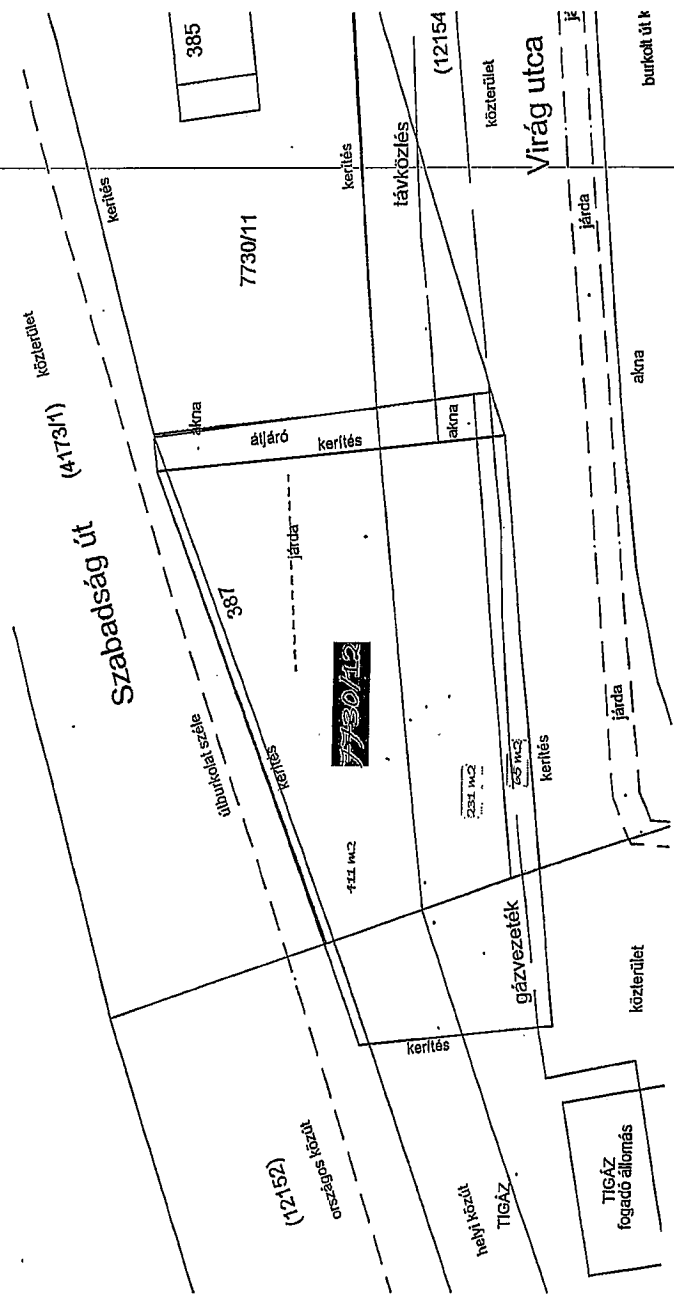 385
kerítés
közterület
(4173/1)
Szabadság út
7730/11
kerítés
távközlés
(12154
közterület
Virág utca
já
burkolt út k
járda
akna
akna
átjáró
kerítés
akna
járda
387
7730/12
útburkolat széle
kerítés
411 m2
231 m2
65 m2
kerítés
járda
gázvezeték
közterület
kerítés
(12152)
országos közút
helyi közút
TIGÁZ
TIGÁZ
fogadó állomás